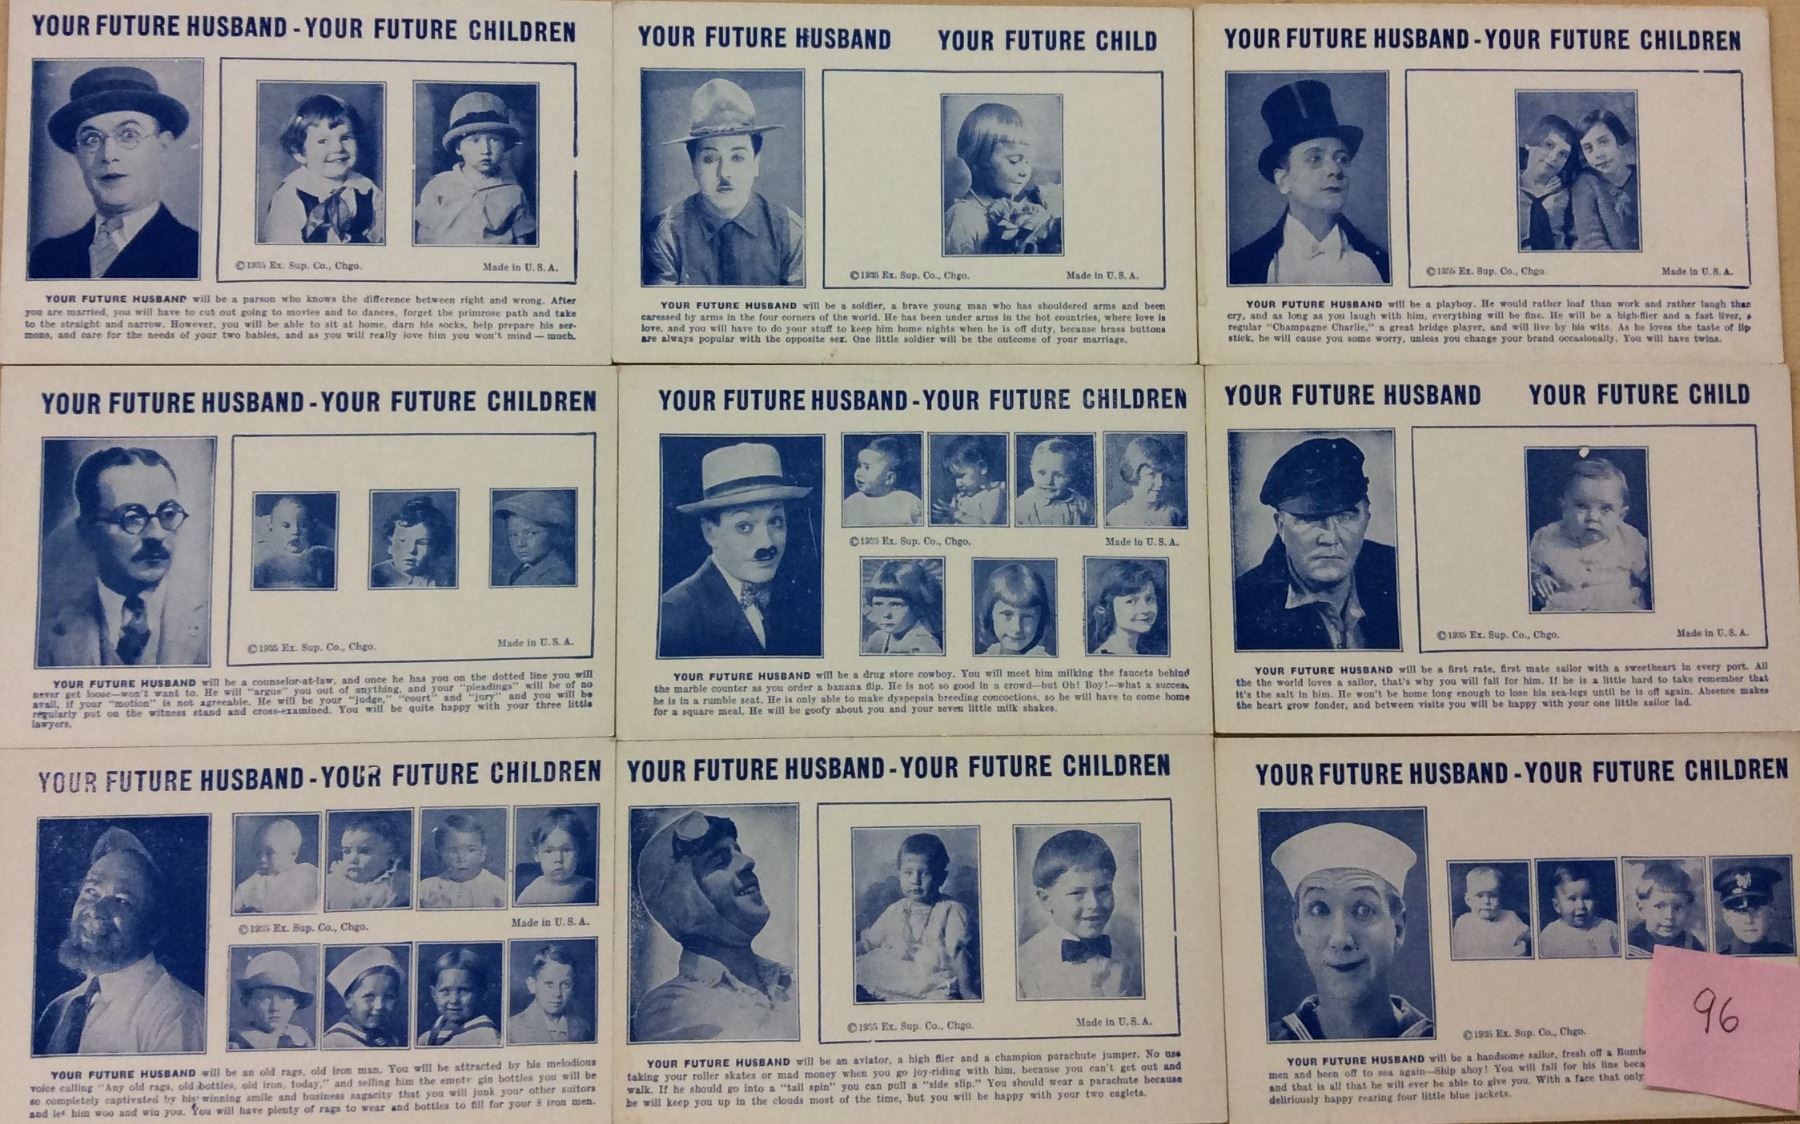 YOUR FUTURE HUSBAND - YOUR FUTURE CHILDREN
© 1935 Ex. Sup. Co., Chgo. Made in U. S. A.
YOUR FUTURE HUSBAND will be a parson who knows the difference between right and wrong. After
you are married, you will have to cut out going to movies and to dances, forget the primrose path and take
to the straight and narrow. However, you will be able to sit at home, darn his socks, help prepare his ser-
mons, and care for the needs of your two babies, and as you will really love him you won't mind — much.
YOUR FUTURE HUSBAND YOUR FUTURE CHILD
© 1935 Ex. Sup. Co., Chgo. Made in U. S. A.
YOUR FUTURE HUSBAND will be a soldier, a brave young man who has shouldered arms and been
caressed by arms in the four corners of the world. He has been under arms in the hot countries, where love is
love, and you will have to do your stuff to keep him home nights when he is off duty, because brass buttons
are always popular with the opposite sex. One little soldier will be the outcome of your marriage.
YOUR FUTURE HUSBAND - YOUR FUTURE CHILDREN
© 1935 Ex. Sup. Co., Chgo. Made in U. S. A.
YOUR FUTURE HUSBAND will be a playboy. He would rather loaf than work and rather laugh than
cry, and as long as you laugh with him, everything will be fine. He will be a high-flier and a fast liver, a
regular "Champagne Charlie," a great bridge player, and will live by his wits. As he loves the taste of lip
stick, he will cause you some worry, unless you change your brand occasionally. You will have twins.
YOUR FUTURE HUSBAND - YOUR FUTURE CHILDREN
© 1935 Ex. Sup. Co., Chgo. Made in U. S. A.
YOUR FUTURE HUSBAND will be a counselor-at-law, and once he has you on the dotted line you will
never get loose—won't want to. He will "argue" you out of anything, and your "pleadings" will be of no
avail, if your "motion" is not agreeable. He will be your "judge," "court" and "jury" and you will be
regularly put on the witness stand and cross-examined. You will be quite happy with your three little
lawyers.
YOUR FUTURE HUSBAND - YOUR FUTURE CHILDREN
© 1935 Ex. Sup. Co., Chgo. Made in U. S. A.
YOUR FUTURE HUSBAND will be a drug store cowboy. You will meet him milking the faucets behind
the marble counter as you order a banana flip. He is not so good in a crowd—but Oh! Boy!—what a success
he is in a rumble seat. He is only able to make dyspepsia breeding concoctions, so he will have to come home
for a square meal. He will be goofy about you and your seven little milk shakes.
YOUR FUTURE HUSBAND YOUR FUTURE CHILD
© 1935 Ex. Sup. Co., Chgo. Made in U. S. A.
YOUR FUTURE HUSBAND will be a first rate, first mate sailor with a sweetheart in every port. All
the the world loves a sailor, that's why you will fall for him. If he is a little hard to take remember that
it's the salt in him. He won't be home long enough to lose his sea-legs until he is off again. Absence makes
the heart grow fonder, and between visits you will be happy with your one little sailor lad.
YOUR FUTURE HUSBAND - YOUR FUTURE CHILDREN
© 1935 Ex. Sup. Co., Chgo. Made in U. S. A.
YOUR FUTURE HUSBAND will be an old rags, old iron man. You will be attracted by his melodious
voice calling "Any old rags, old bottles, old iron, today," and selling him the empty gin bottles you will be
so completely captivated by his winning smile and business sagacity that you will junk your other suitors
and let him woo and win you. You will have plenty of rags to wear and bottles to fill for your 8 iron men.
YOUR FUTURE HUSBAND - YOUR FUTURE CHILDREN
© 1935 Ex. Sup. Co., Chgo. Made in U. S. A.
YOUR FUTURE HUSBAND will be an aviator, a high flier and a champion parachute jumper. No use
taking your roller skates or mad money when you go joy-riding with him, because you can't get out and
walk. If he should go into a "tail spin" you can pull a "side slip." You should wear a parachute because
he will keep you up in the clouds most of the time, but you will be happy with your two eaglets.
YOUR FUTURE HUSBAND - YOUR FUTURE CHILDREN
© 1935 Ex. Sup. Co., Chgo.
YOUR FUTURE HUSBAND will be a handsome sailor, fresh off a
men and been off to sea again—Ship ahoy! You will fall for his line
and that is all that he will ever be able to give you. With a face that only
deliriously happy rearing four little blue jackets.
96